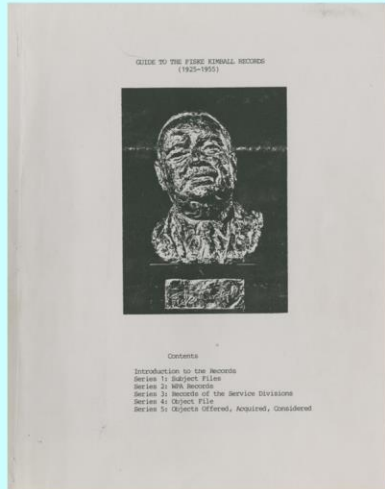 GUIDE TO THE FISKE KIMBALL RECORDS
(1925-1955)
Contents
Introduction to the Records
Series 1: Subject Files
Series 2: WPA Records
Series 3: Records of the Service Divisions
Series 4: Object File
Series 5: Objects Offered, Acquired, Considered